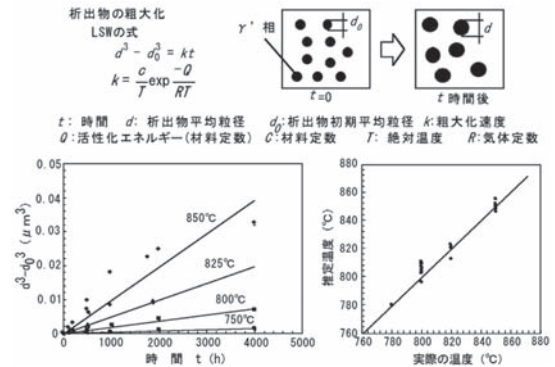 析出物の粗大化
LSWの式
d³ - d₀³ = kt
k = c/T exp -Q/RT
γ' 相
d₀
d
t=0
t 時間後
t: 時間 d: 析出物平均粒径 d₀:析出物初期平均粒径 k:粗大化速度
Q:活性化エネルギー(材料定数) C:材料定数 T: 絶対温度 R:気体定数
d³-d₀³ (μm³)
0.05
0.04
0.03
0.02
0.01
0
850℃
825℃
800℃
750℃
0 1000 2000 3000 4000 5000
時 間 t(h)
推定温度 (℃)
880
860
840
820
800
780
760
760 780 800 820 840 860 880
実際の温度 (℃)